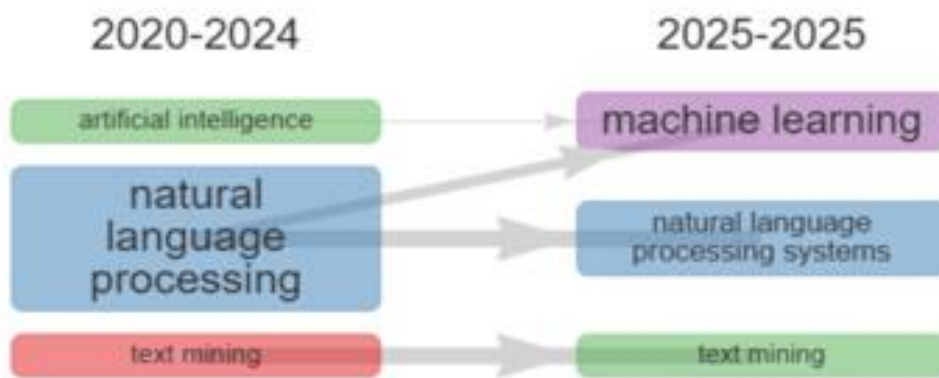 2020-2024
2025-2025
artificial intelligence
machine learning
natural
language
processing
natural language
processing systems
text mining
text mining